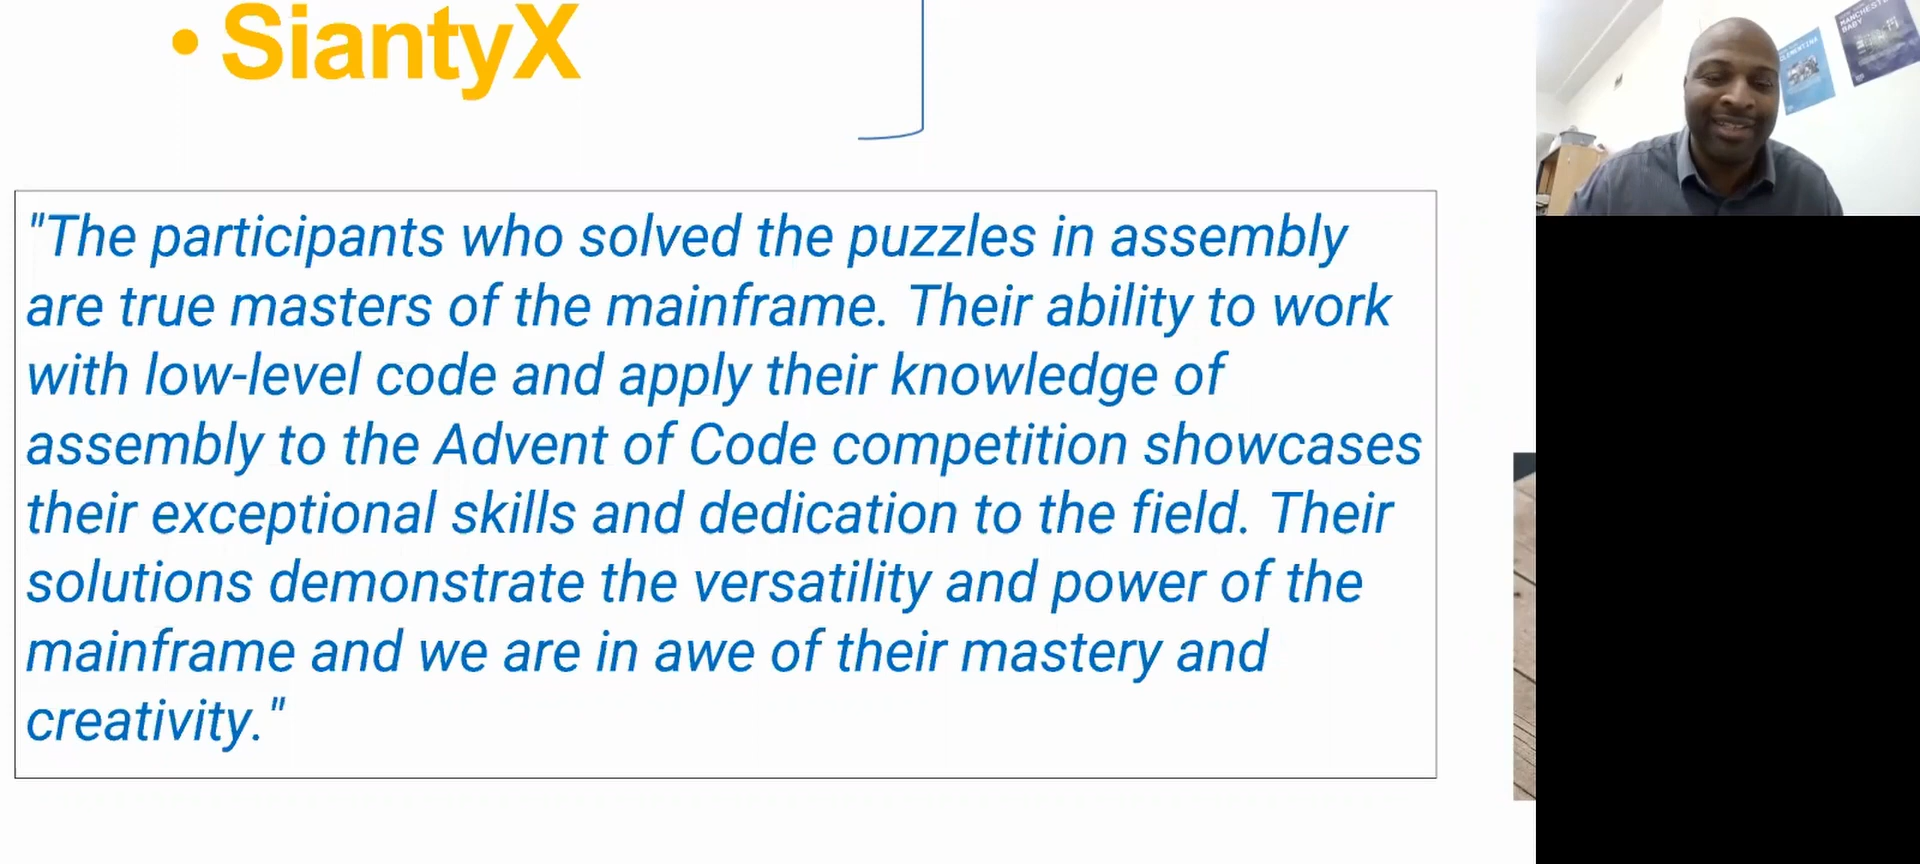 • SiantyX
"The participants who solved the puzzles in assembly
are true masters of the mainframe. Their ability to work
with low-level code and apply their knowledge of
assembly to the Advent of Code competition showcases
their exceptional skills and dedication to the field. Their
solutions demonstrate the versatility and power of the
mainframe and we are in awe of their mastery and
creativity."
CLEMENTINE
MANCHESTER
BABY